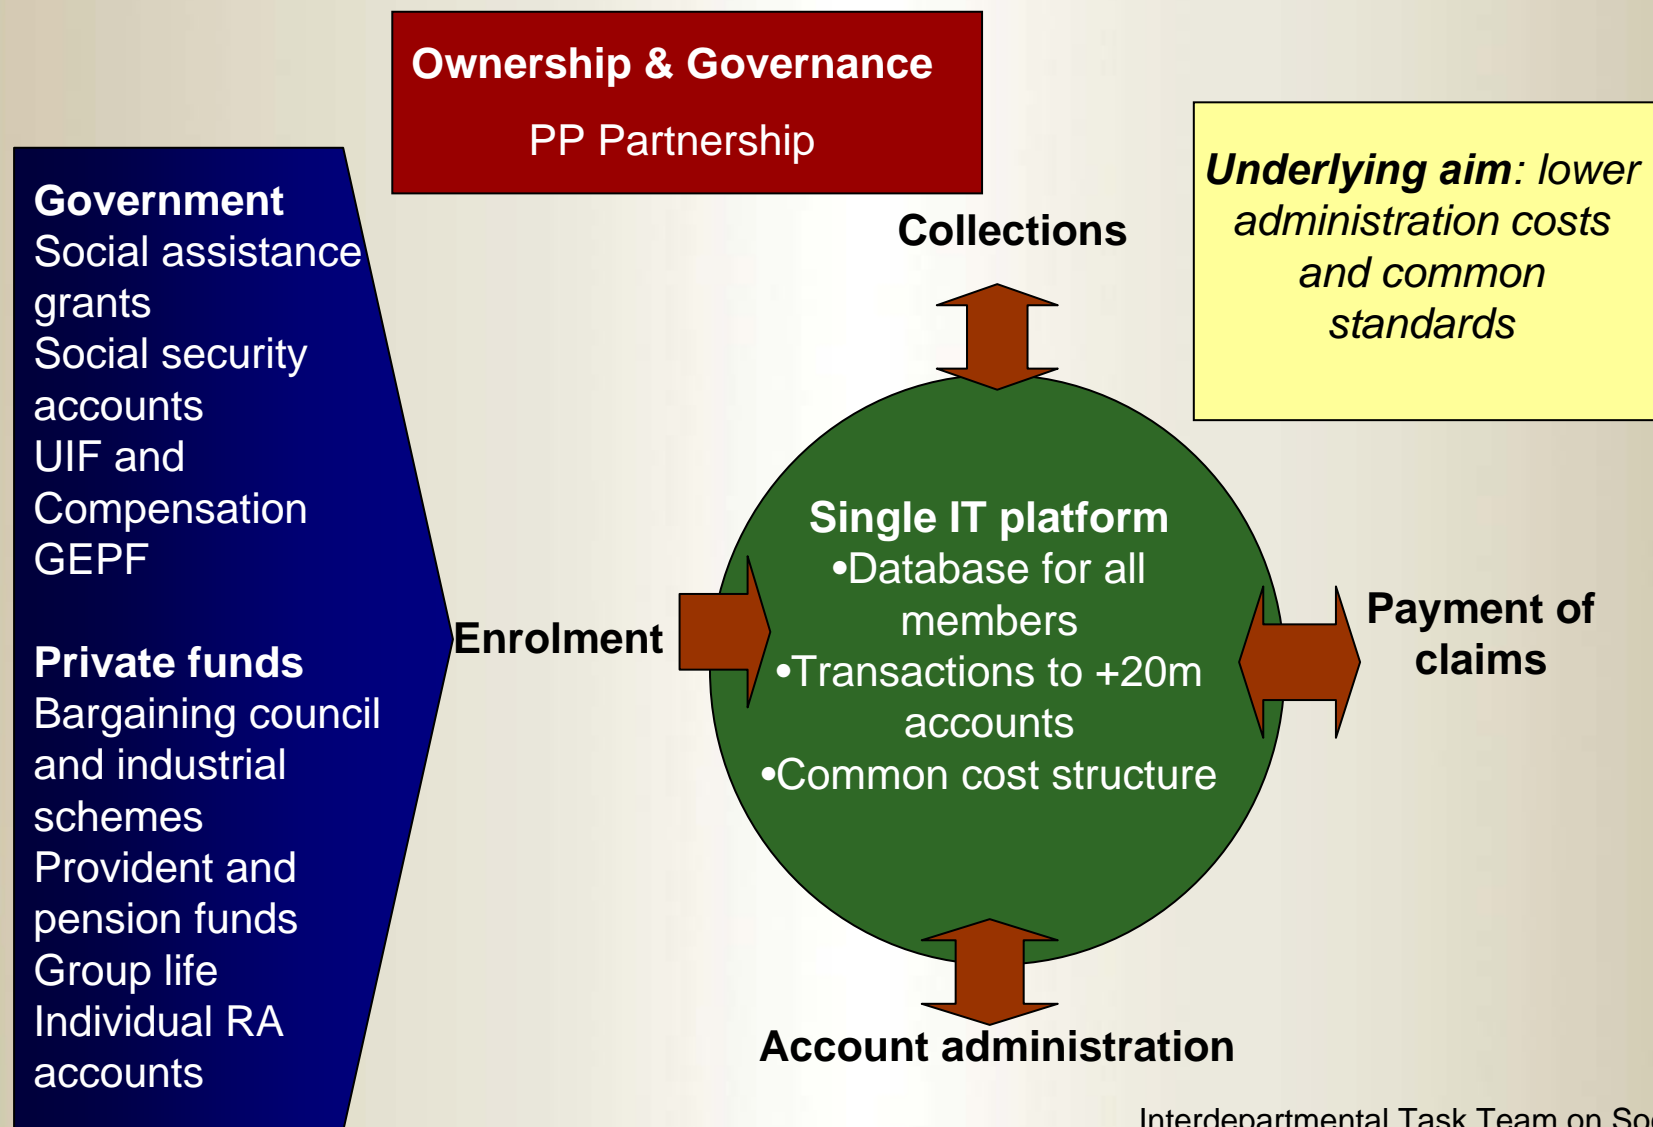 Ownership & Governance
PP Partnership
Underlying aim: lower
administration costs
and common
standards
Government
Social assistance
grants
Social security
accounts
UIF and
Compensation
GEPF
Private funds
Bargaining council
and industrial
schemes
Provident and
pension funds
Group life
Individual RA
accounts
Collections
Enrolment
Single IT platform
•Database for all
members
•Transactions to +20m
accounts
•Common cost structure
Payment of
claims
Account administration
Interdepartmental Task Team on